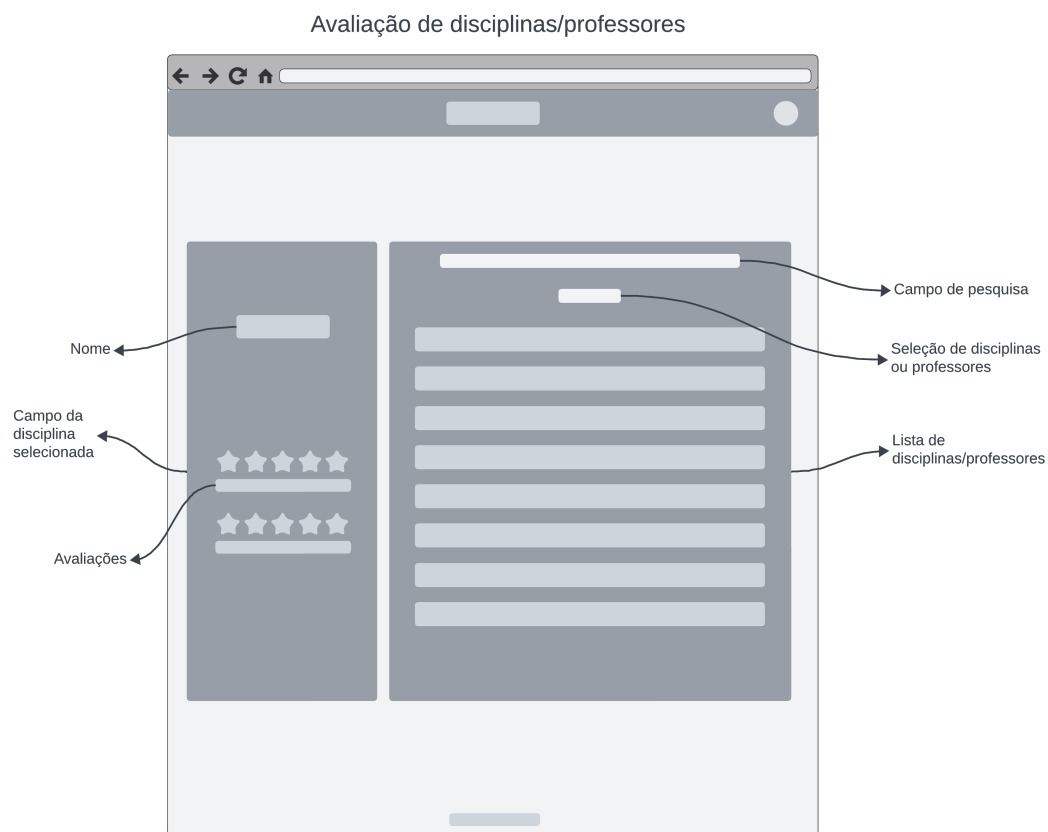 Avaliação de disciplinas/professores
Campo de pesquisa
Nome
Seleção de disciplinas
ou professores
Campo da
disciplina
selecionada
Lista de
disciplinas/professores
Avaliações